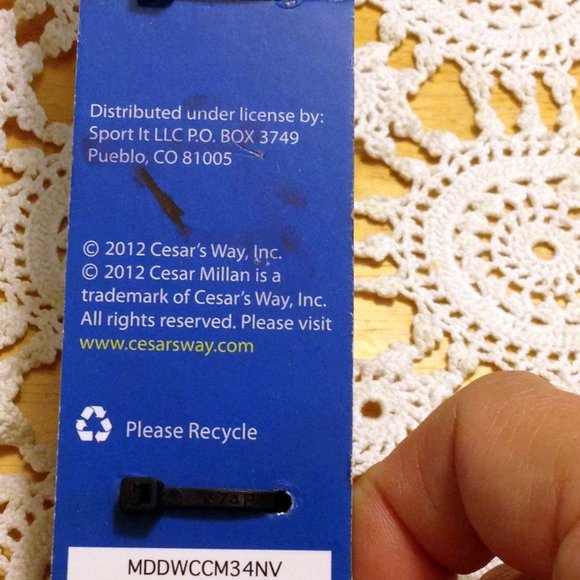 Distributed under license by:
Sport It LLC P.O. BOX 3749
Pueblo, CO 81005
© 2012 Cesar's Way, Inc.
© 2012 Cesar Millan is a
trademark of Cesar's Way, Inc.
All rights reserved. Please visit
www.cesarsway.com
Please Recycle
MDDWCCM34NV